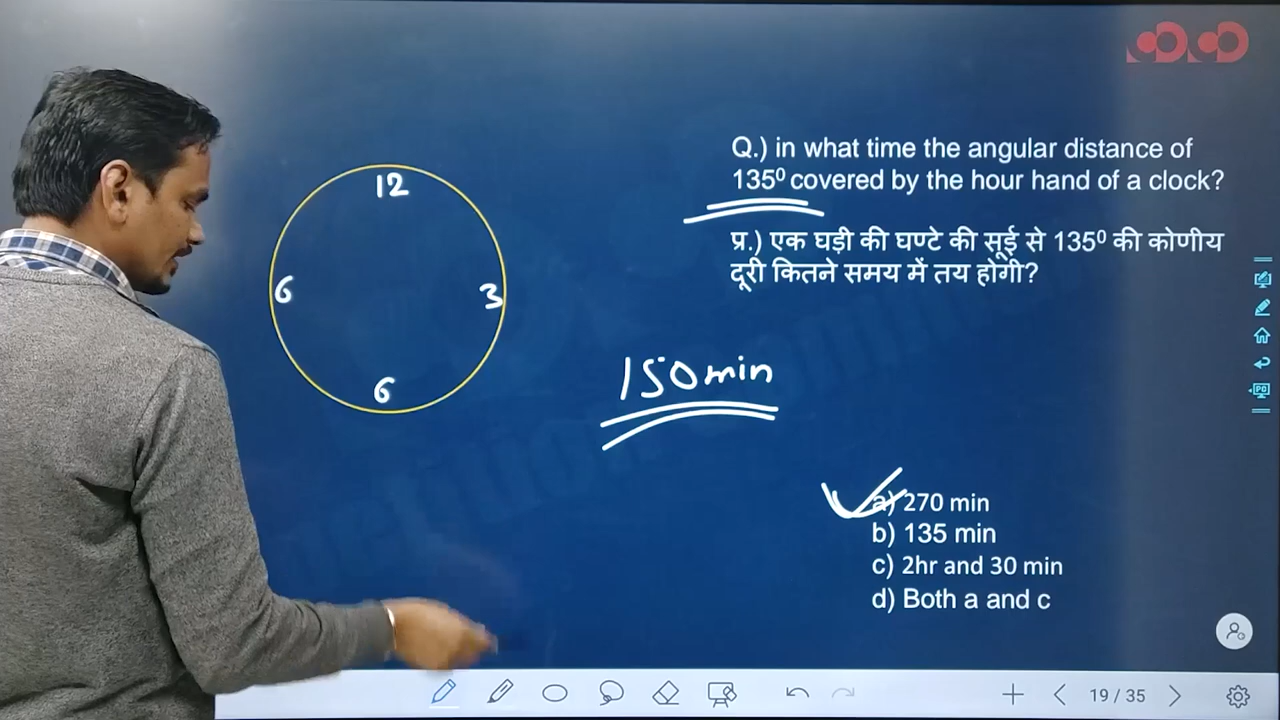 Q.) in what time the angular distance of
135⁰ covered by the hour hand of a clock?
प्र.) एक घड़ी की घण्टे की सूई से 135⁰ की कोणीय
दूरी कितने समय में तय होगी?
12
6
3
6
150min
a) 270 min
b) 135 min
c) 2hr and 30 min
d) Both a and c
PC
19 / 35